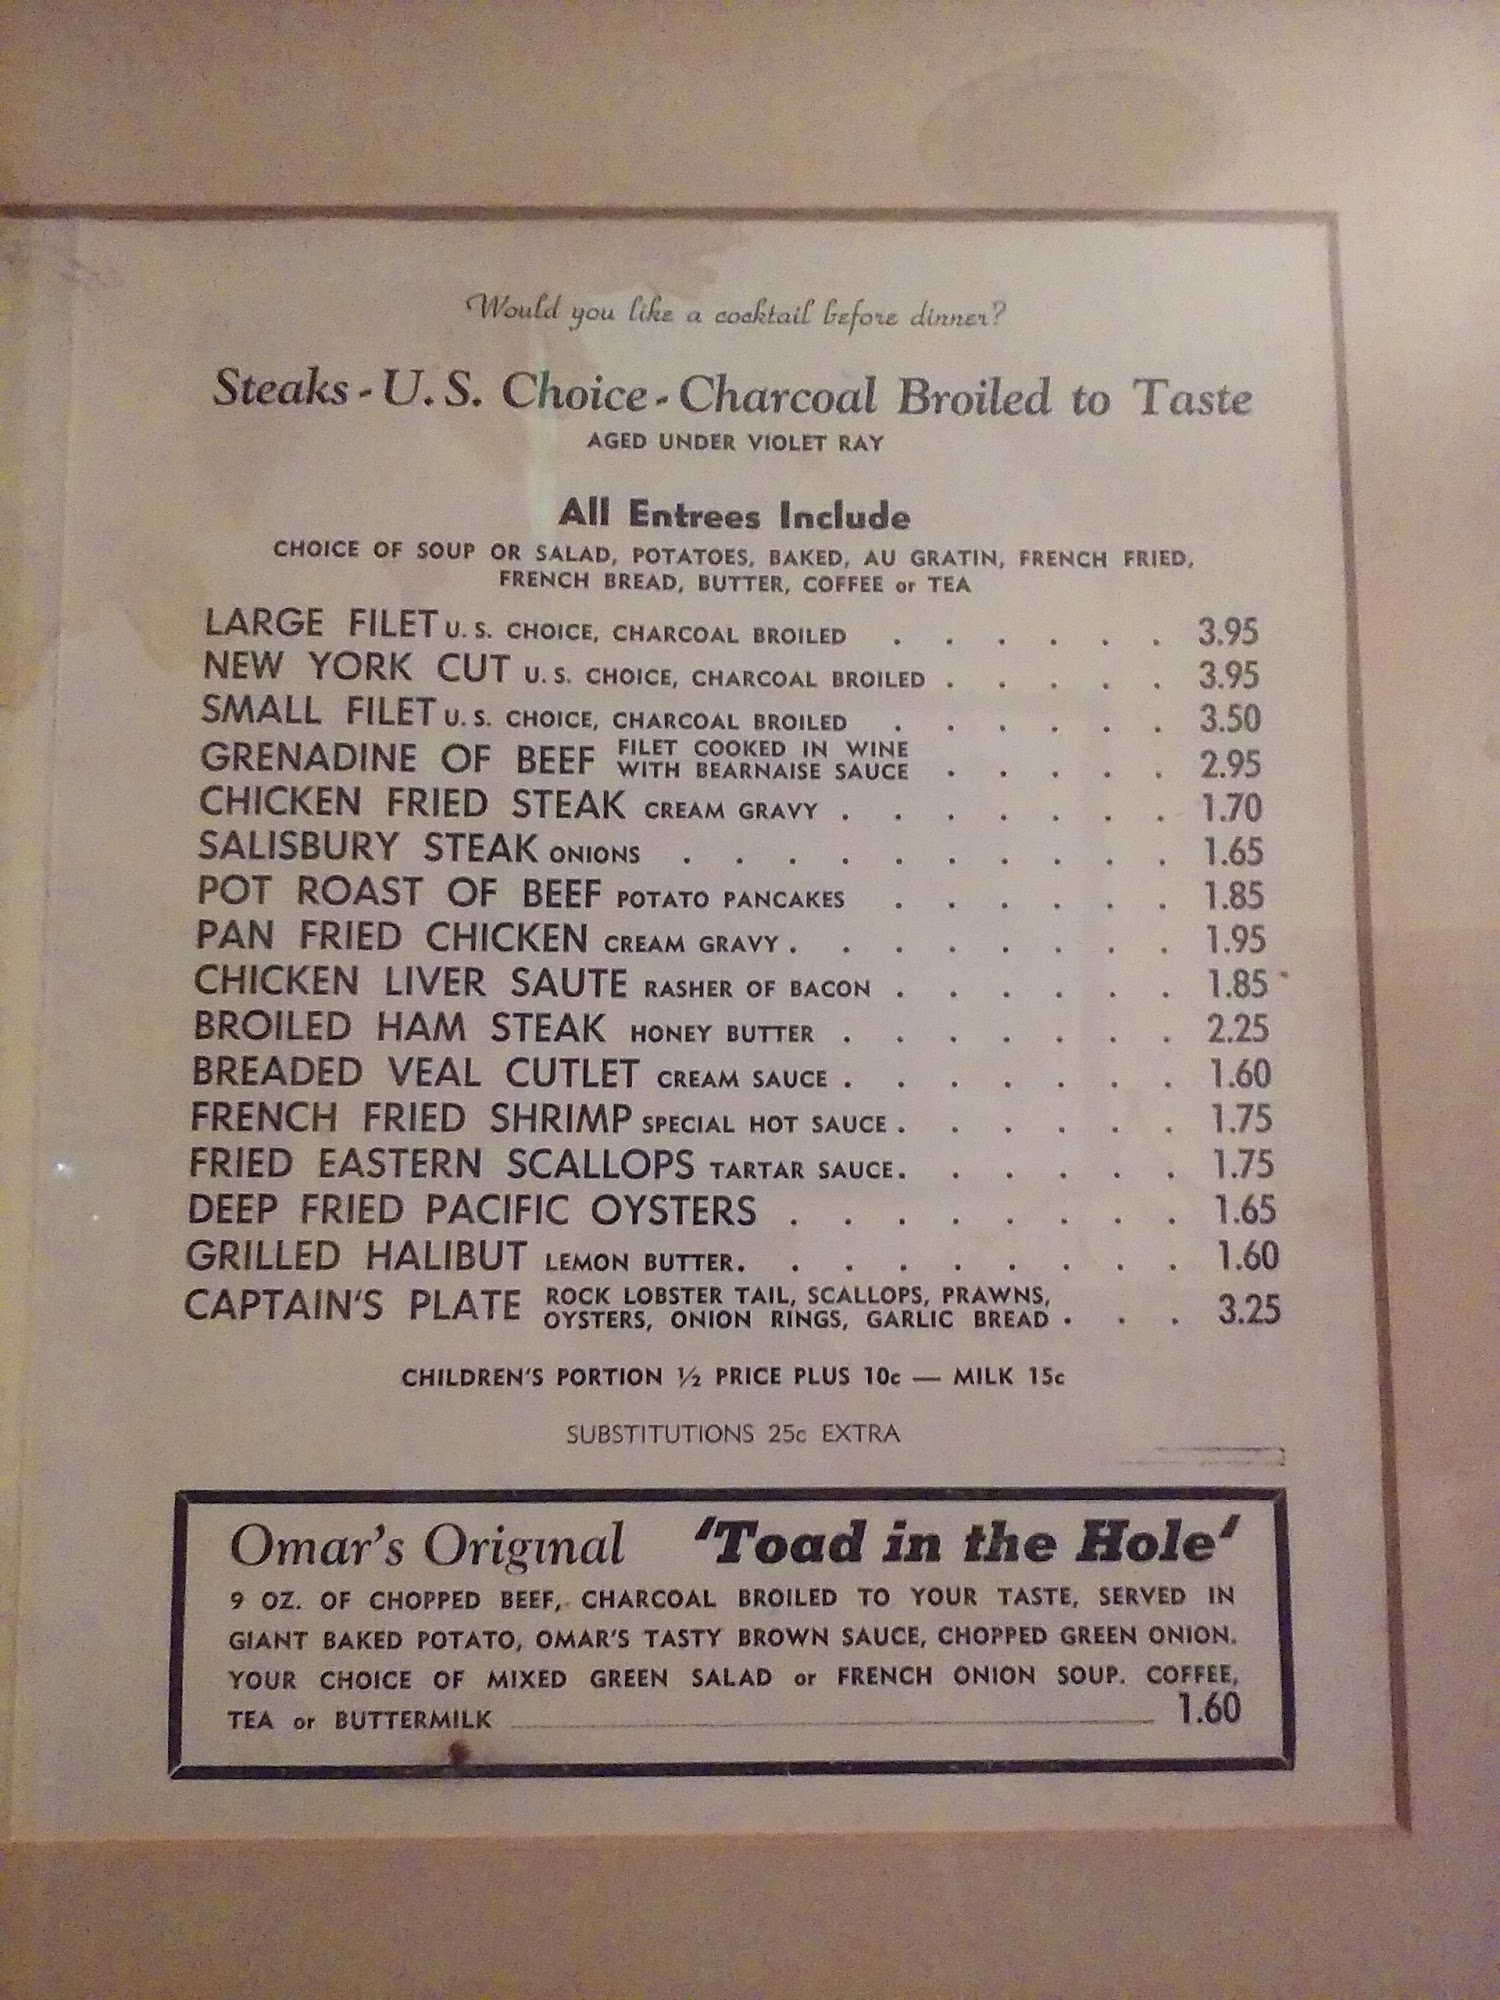 Would you like a cocktail before dinner?
Steaks - U. S. Choice - Charcoal Broiled to Taste
AGED UNDER VIOLET RAY
All Entrees Include
CHOICE OF SOUP OR SALAD, POTATOES, BAKED, AU GRATIN, FRENCH FRIED,
FRENCH BREAD, BUTTER, COFFEE or TEA
LARGE FILET U. S. CHOICE, CHARCOAL BROILED . . . . . . 3.95
NEW YORK CUT U. S. CHOICE, CHARCOAL BROILED . . . . . 3.95
SMALL FILET U. S. CHOICE, CHARCOAL BROILED . . . . . . 3.50
GRENADINE OF BEEF FILET COOKED IN WINE
WITH BEARNAISE SAUCE . . . . . 2.95
CHICKEN FRIED STEAK CREAM GRAVY . . . . . . . 1.70
SALISBURY STEAK ONIONS . . . . . . . . . . 1.65
POT ROAST OF BEEF POTATO PANCAKES . . . . . . 1.85
PAN FRIED CHICKEN CREAM GRAVY . . . . . . . . 1.95
CHICKEN LIVER SAUTE RASHER OF BACON . . . . . . 1.85
BROILED HAM STEAK HONEY BUTTER . . . . . . . 2.25
BREADED VEAL CUTLET CREAM SAUCE . . . . . . . 1.60
FRENCH FRIED SHRIMP SPECIAL HOT SAUCE . . . . . . 1.75
FRIED EASTERN SCALLOPS TARTAR SAUCE . . . . . . 1.75
DEEP FRIED PACIFIC OYSTERS . . . . . . . . 1.65
GRILLED HALIBUT LEMON BUTTER . . . . . . . . . 1.60
CAPTAIN'S PLATE ROCK LOBSTER TAIL, SCALLOPS, PRAWNS,
OYSTERS, ONION RINGS, GARLIC BREAD . . . 3.25
CHILDREN'S PORTION ½ PRICE PLUS 10c — MILK 15c
SUBSTITUTIONS 25c EXTRA
Omar's Original 'Toad in the Hole'
9 OZ. OF CHOPPED BEEF, CHARCOAL BROILED TO YOUR TASTE, SERVED IN
GIANT BAKED POTATO, OMAR'S TASTY BROWN SAUCE, CHOPPED GREEN ONION.
YOUR CHOICE OF MIXED GREEN SALAD or FRENCH ONION SOUP. COFFEE,
TEA or BUTTERMILK 1.60